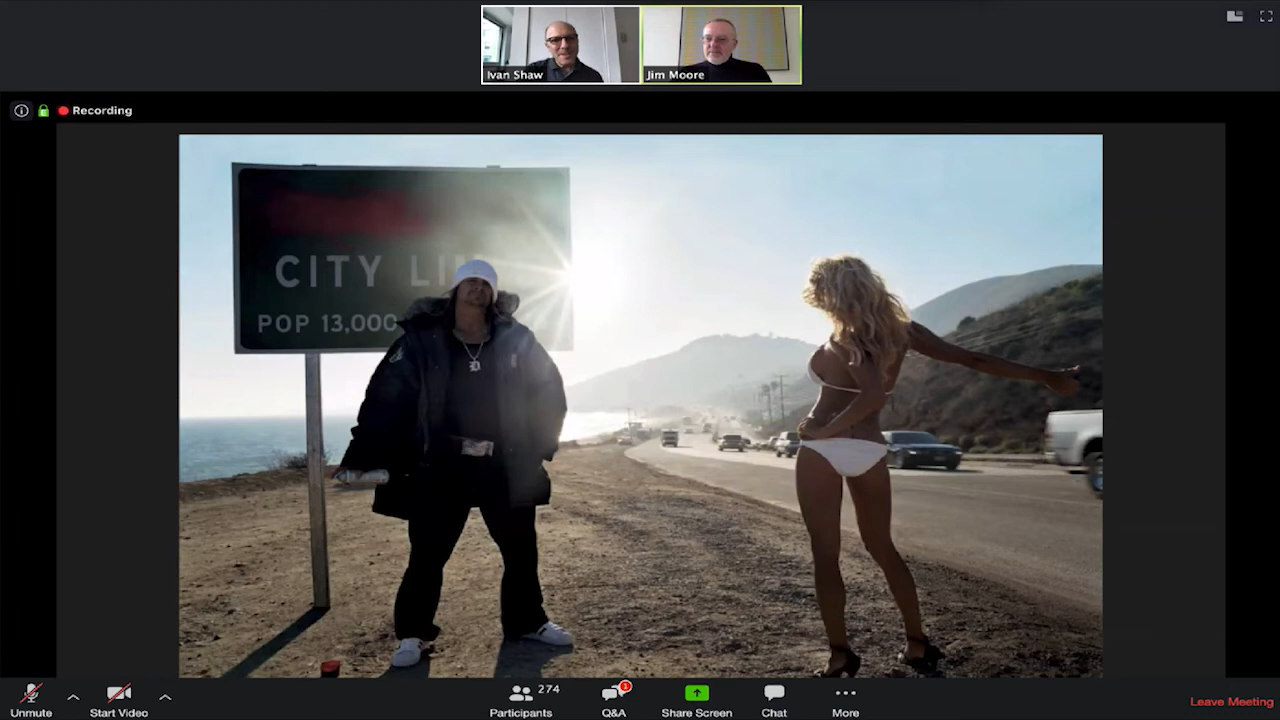 Ivan Shaw
Jim Moore
Recording
CITY LI
POP 13,000
D
274
1
Unmute
Start Video
Participants
Q&A
Share Screen
Chat
More
Leave Meeting